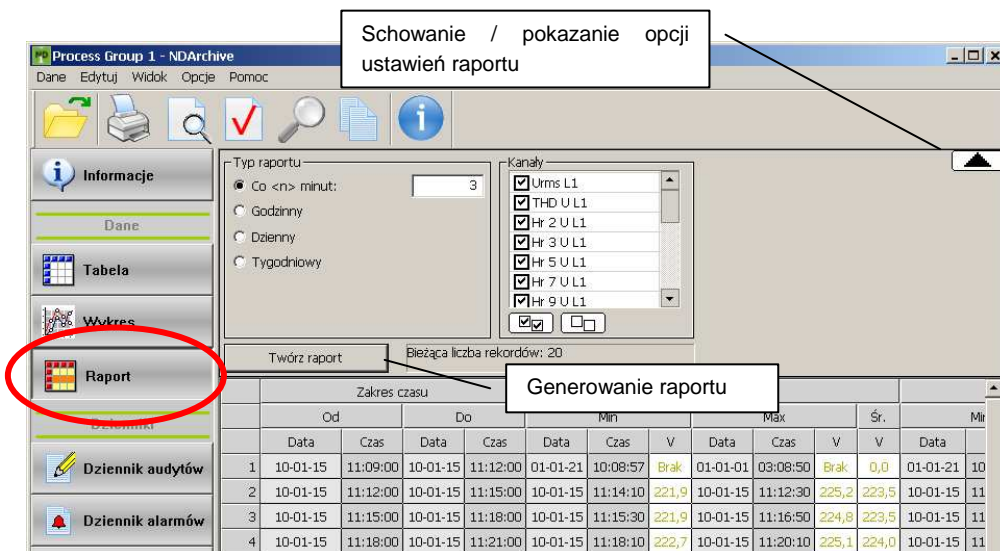 Schowanie / pokazanie opcji
ustawień raportu
Process Group 1 - NDArchive
Dane Edytuj Widok Opcje Pomoc
Informacje
Dane
Tabela
Wykres
Raport
Dzienniki
Dziennik audytów
Dziennik alarmów
Typ raportu
Co <n> minut: 3
Godzinny
Dzienny
Tygodniowy
Kanały
Urms L1
THD U L1
Hr 2 U L1
Hr 3 U L1
Hr 5 U L1
Hr 7 U L1
Hr 9 U L1
Twórz raport
Bieżąca liczba rekordów: 20
Generowanie raportu
Zakres czasu
Od Do Min Max Śr. Min
Data Czas Data Czas Data Czas V Data Czas V V Data
1 10-01-15 11:09:00 10-01-15 11:12:00 01-01-21 10:08:57 Brak 01-01-01 03:08:50 Brak 0,0 01-01-21 10
2 10-01-15 11:12:00 10-01-15 11:15:00 10-01-15 11:14:10 221,9 10-01-15 11:12:30 225,2 223,5 10-01-15 11
3 10-01-15 11:15:00 10-01-15 11:18:00 10-01-15 11:15:30 221,9 10-01-15 11:16:50 224,8 223,5 10-01-15 11
4 10-01-15 11:18:00 10-01-15 11:21:00 10-01-15 11:18:10 222,7 10-01-15 11:20:10 225,1 224,0 10-01-15 11